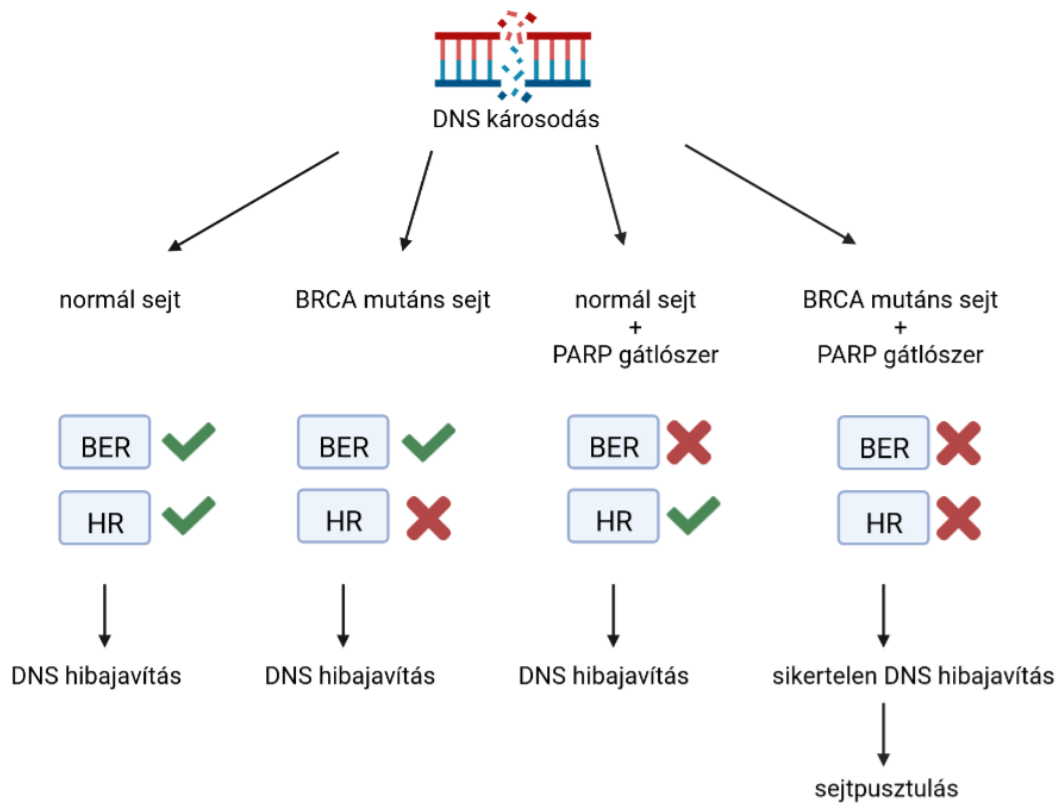 DNS károsodás
normál sejt
BRCA mutáns sejt
normál sejt
+
PARP gátlószer
BRCA mutáns sejt
+
PARP gátlószer
BER
BER
BER
BER
HR
HR
HR
HR
DNS hibajavítás
DNS hibajavítás
DNS hibajavítás
sikertelen DNS hibajavítás
sejtpusztulás